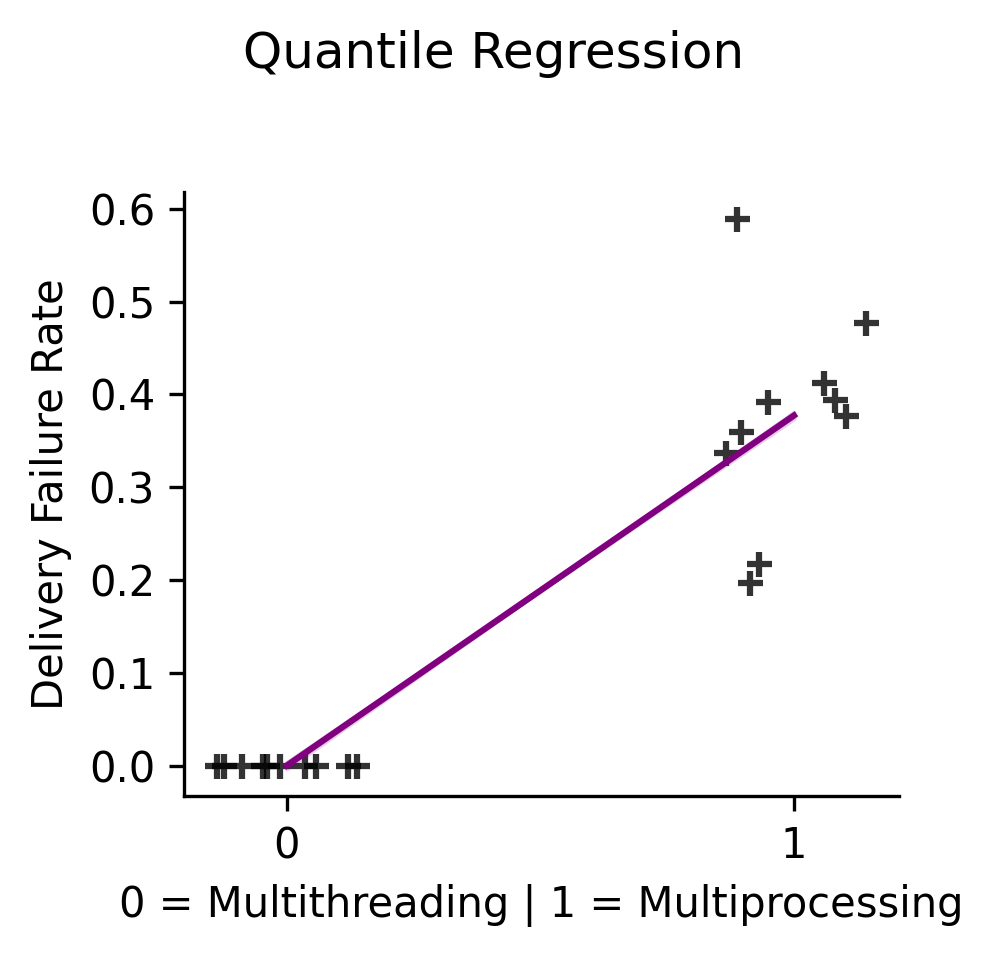 Quantile Regression
Delivery Failure Rate
0.6
0.5
0.4
0.3
0.2
0.1
0.0
0 1
0 = Multithreading | 1 = Multiprocessing